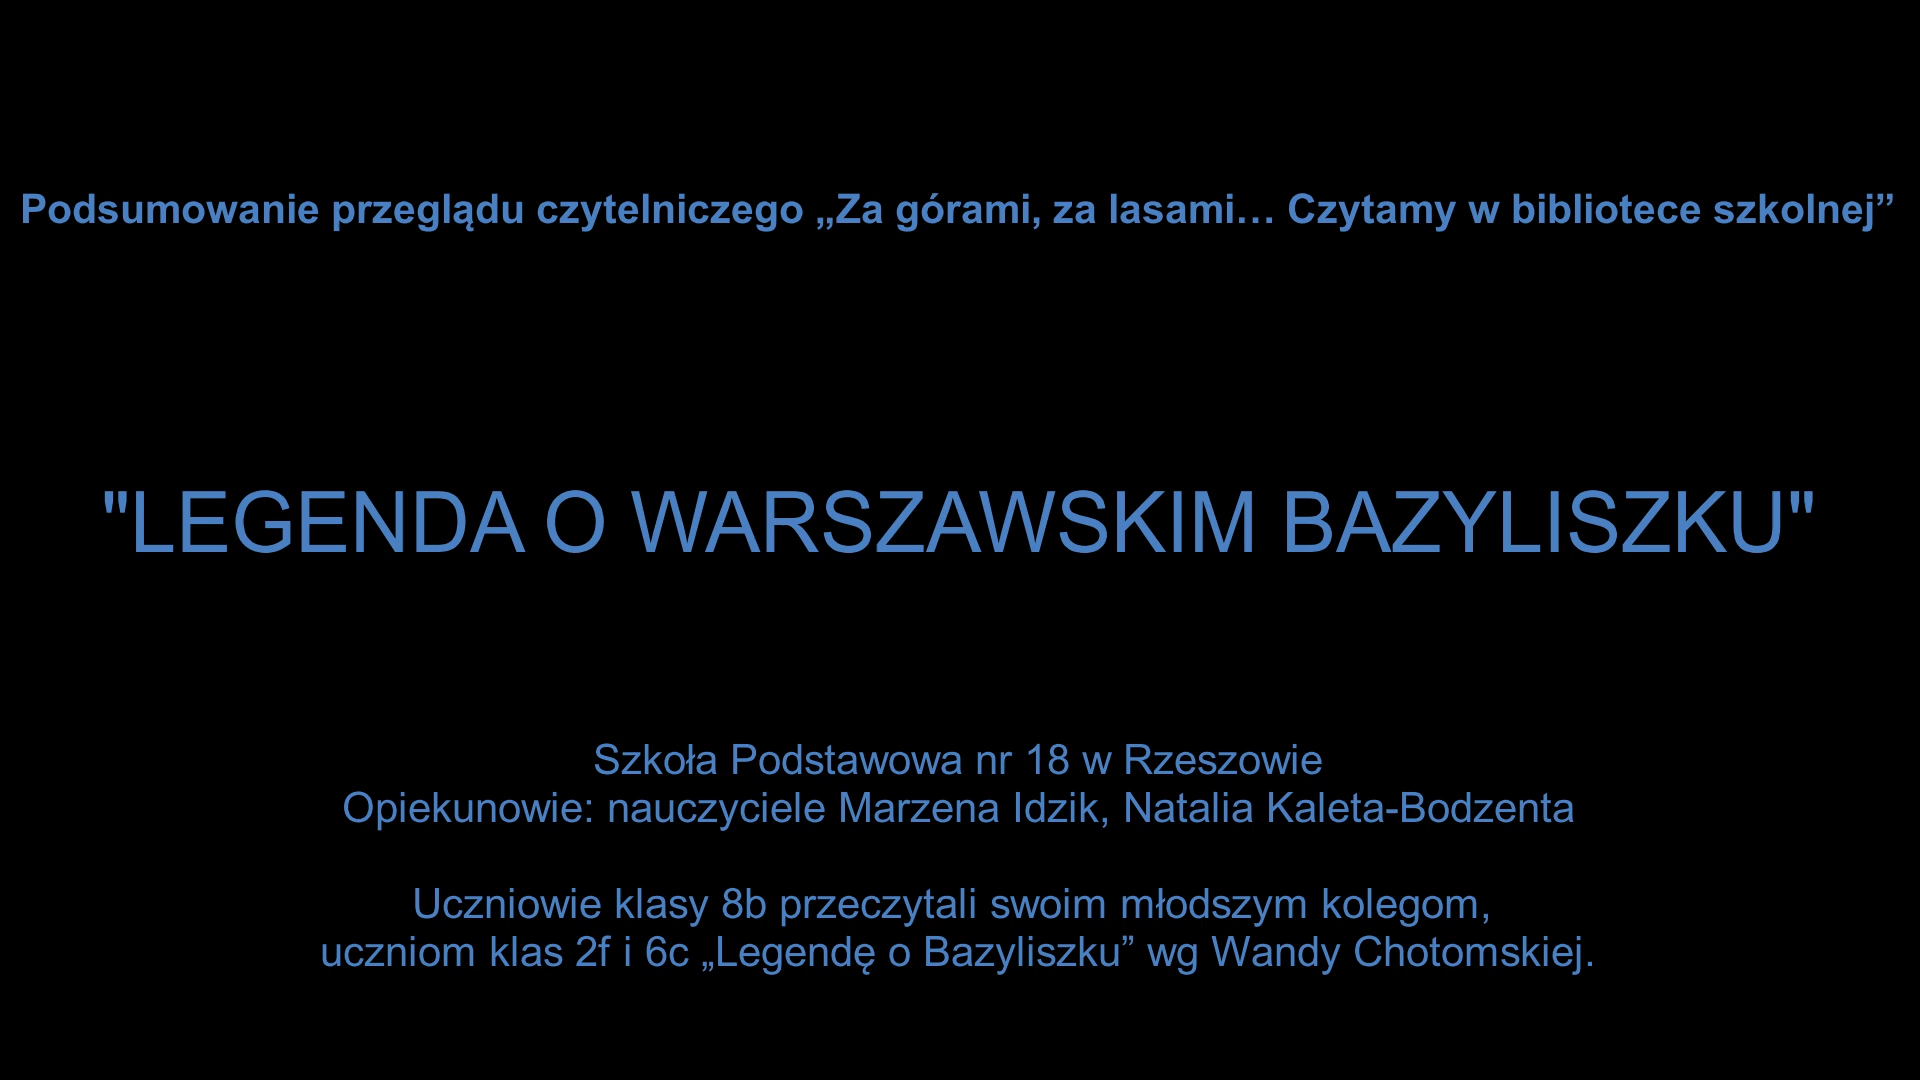 Podsumowanie przeglądu czytelniczego „Za górami, za lasami… Czytamy w bibliotece szkolnej”
"LEGENDA O WARSZAWSKIM BAZYLISZKU"
Szkoła Podstawowa nr 18 w Rzeszowie
Opiekunowie: nauczyciele Marzena Idzik, Natalia Kaleta-Bodzenta
Uczniowie klasy 8b przeczytali swoim młodszym kolegom,
uczniom klas 2f i 6c „Legendę o Bazyliszku” wg Wandy Chotomskiej.